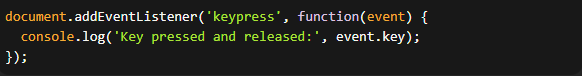 document.addEventListener('keypress', function(event) {
  console.log('Key pressed and released:', event.key);
});